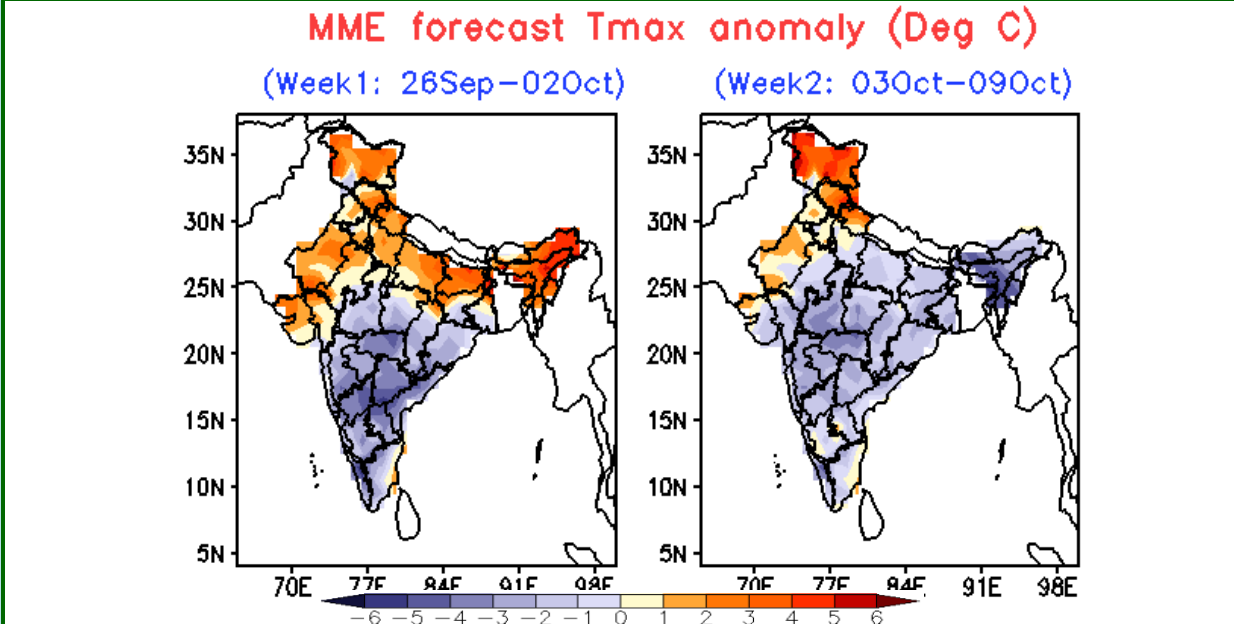 MME forecast Tmax anomaly (Deg C)
(Week1: 26Sep-02Oct) (Week2: 03Oct-09Oct)
35N 35N
30N 30N
25N 25N
20N 20N
15N 15N
10N 10N
5N 5N
70E 77E 84E 91E 98E 70E 77E 84E 91E 98E
-6 -5 -4 -3 -2 -1 0 1 2 3 4 5 6